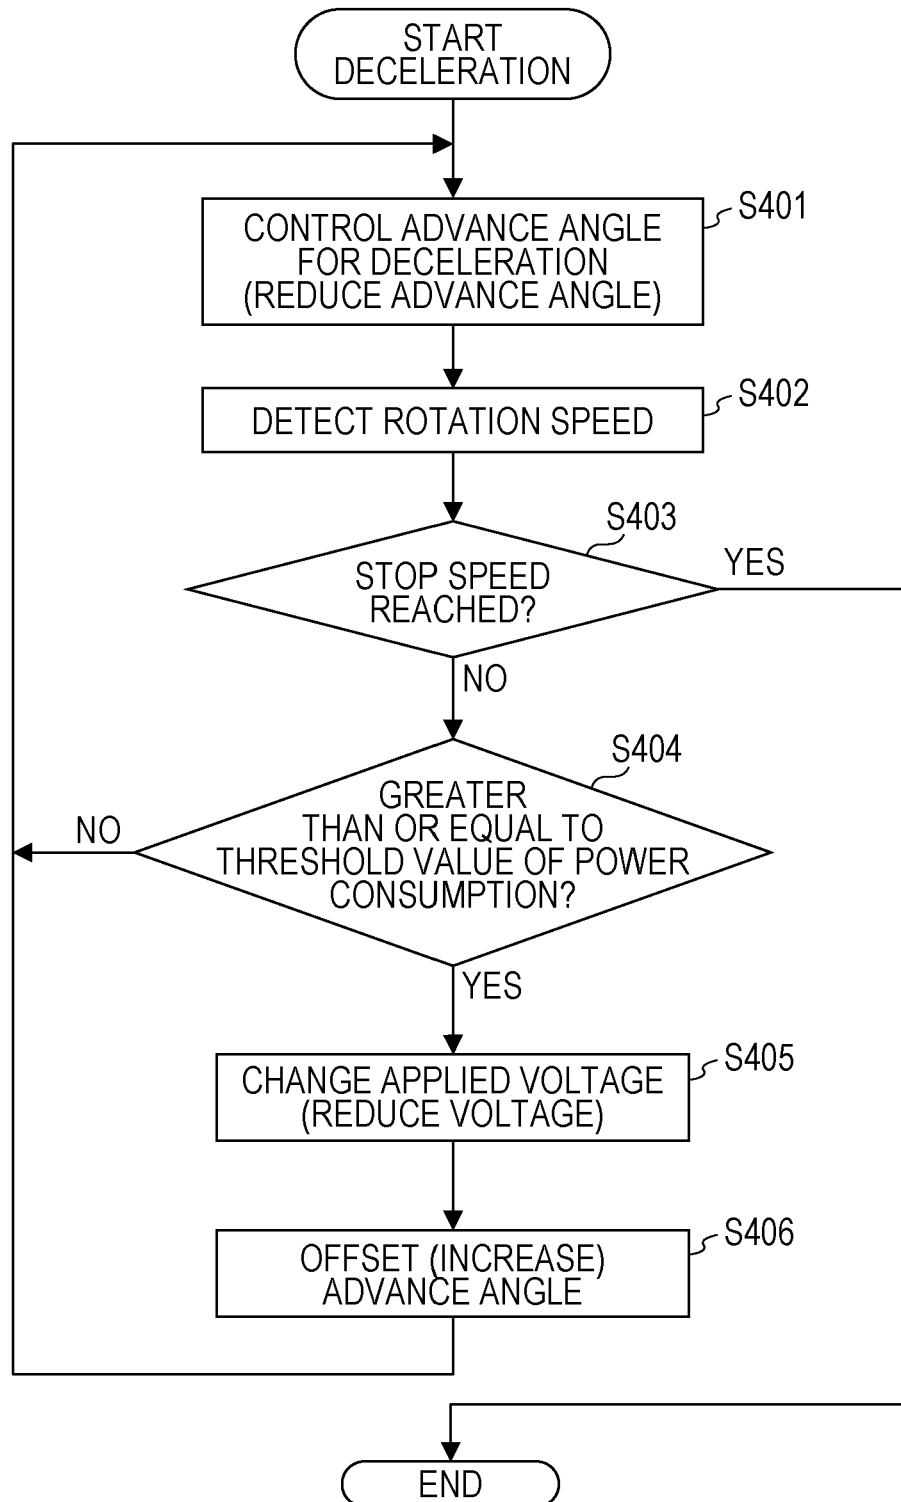 START
DECELERATION
S401
CONTROL ADVANCE ANGLE
FOR DECELERATION
(REDUCE ADVANCE ANGLE)
S402
DETECT ROTATION SPEED
S403
YES
STOP SPEED
REACHED?
NO
S404
GREATER
THAN OR EQUAL TO
THRESHOLD VALUE OF POWER
CONSUMPTION?
NO
YES
S405
CHANGE APPLIED VOLTAGE
(REDUCE VOLTAGE)
S406
OFFSET (INCREASE)
ADVANCE ANGLE
END